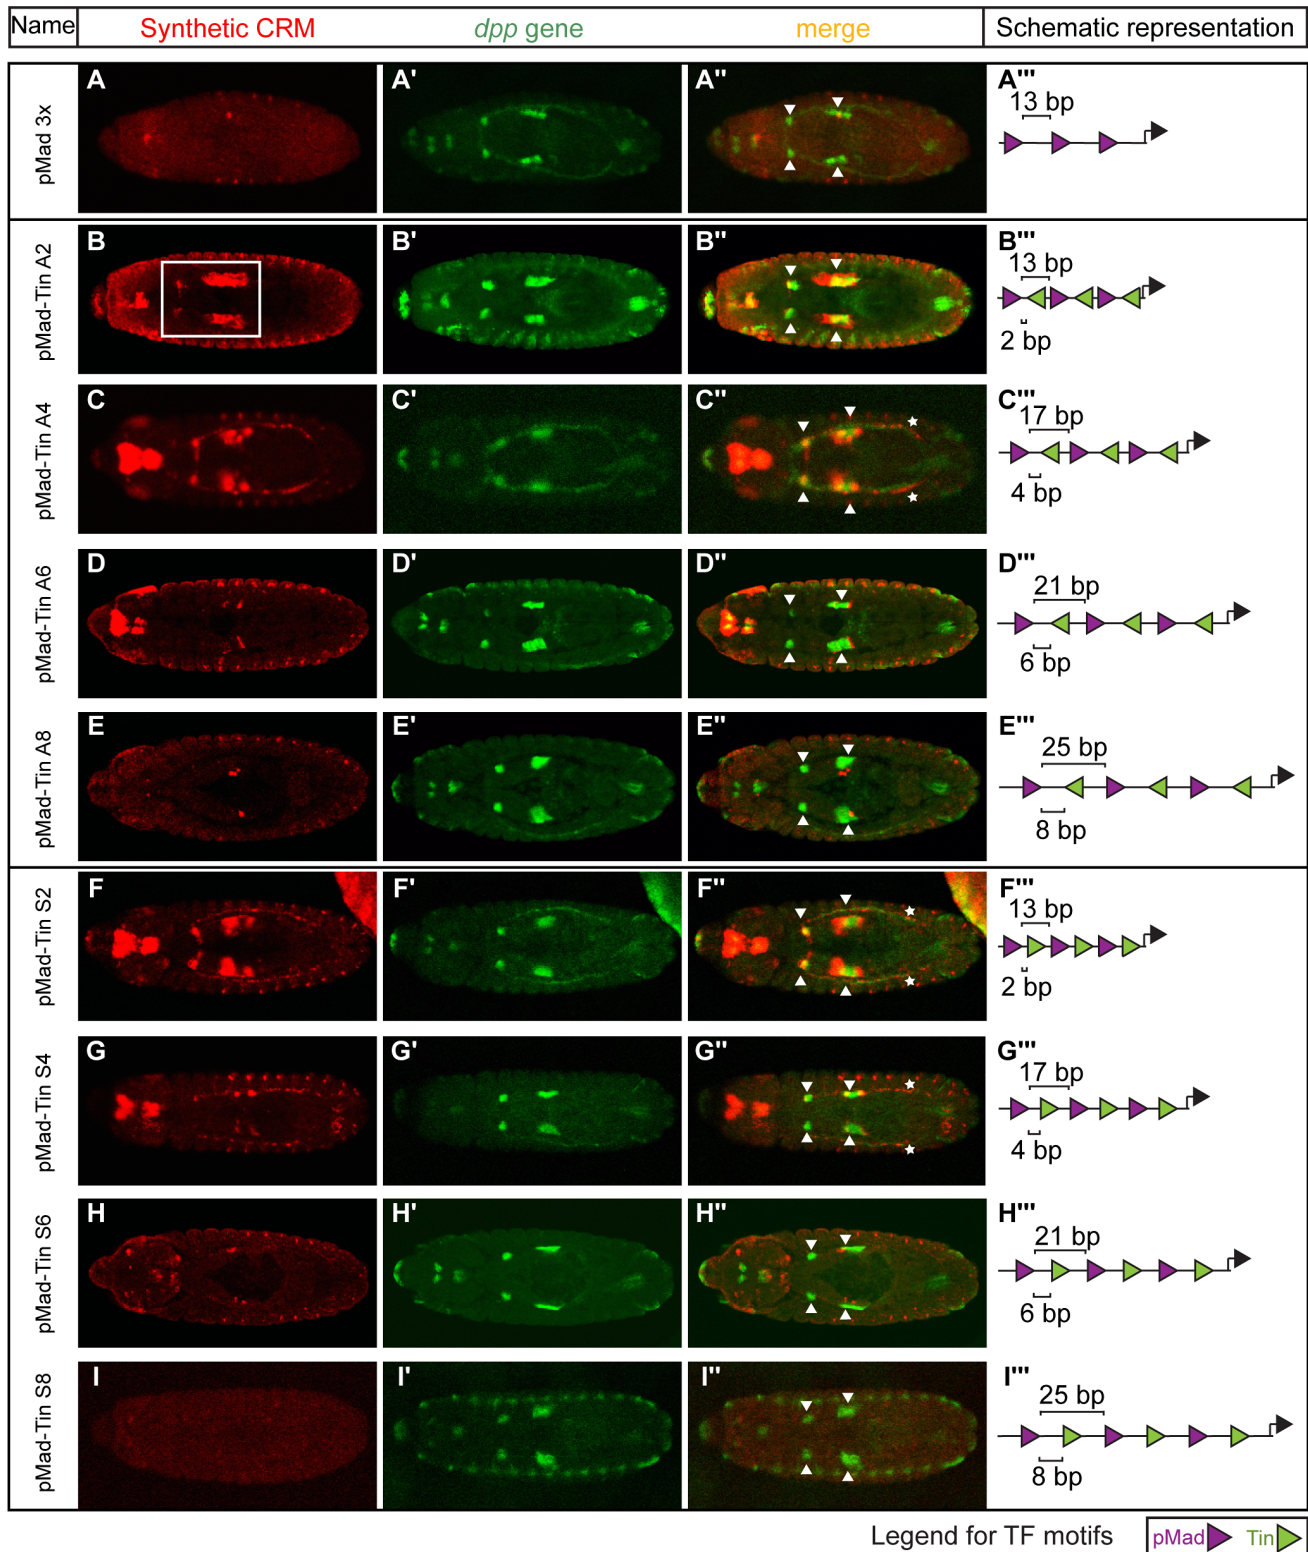 Name Synthetic CRM dpp gene merge Schematic representation
pMad 3x
A A' A'' A'''
13 bp
pMad-Tin A2
B B' B'' B'''
13 bp
2 bp
pMad-Tin A4
C C' C'' C'''
17 bp
4 bp
pMad-Tin A6
D D' D'' D'''
21 bp
6 bp
pMad-Tin A8
E E' E'' E'''
25 bp
8 bp
pMad-Tin S2
F F' F'' F'''
13 bp
2 bp
pMad-Tin S4
G G' G'' G'''
17 bp
4 bp
pMad-Tin S6
H H' H'' H'''
21 bp
6 bp
pMad-Tin S8
I I' I'' I'''
25 bp
8 bp
Legend for TF motifs pMad Tin